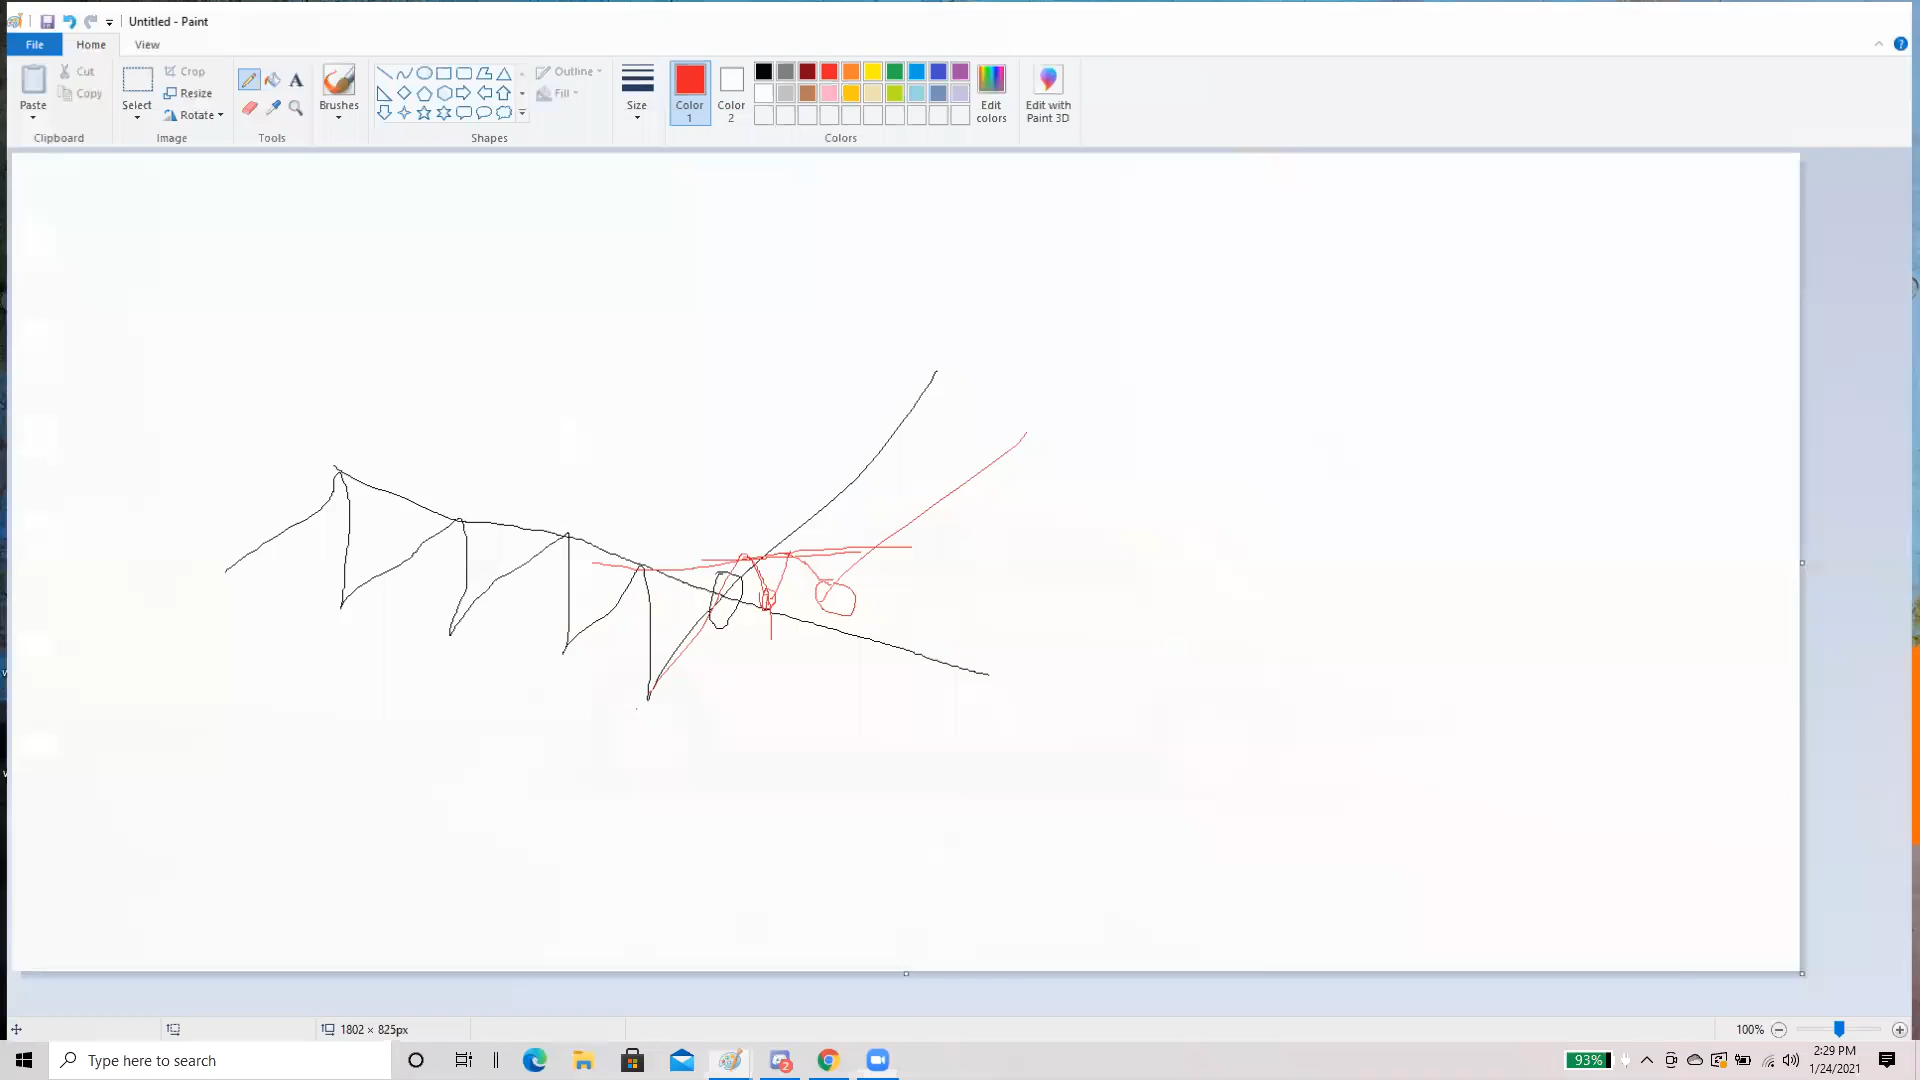 Untitled - Paint
File Home View
Paste
Cut
Copy
Clipboard
Select
Crop
Resize
Rotate
Image
A
Tools
Brushes
Outline
Fill
Shapes
Size
Color 1
Color 2
Edit colors
Colors
Edit with Paint 3D
1802 × 825px
100%
Type here to search
2
93%
2:29 PM
1/24/2021